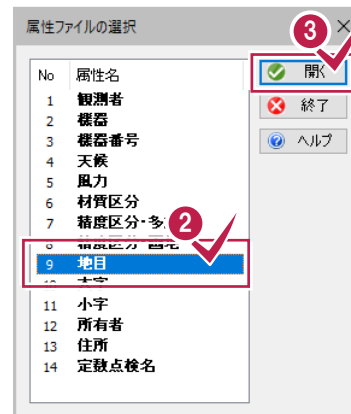 属性ファイルの選択
3
No 属性名
1 観測者
2 機器
3 機器番号
4 天候
5 風力
6 材質区分
7 精度区分・多
2
8
9 地目
11 小字
12 所有者
13 住所
14 定数点検名
開く
終了
ヘルプ